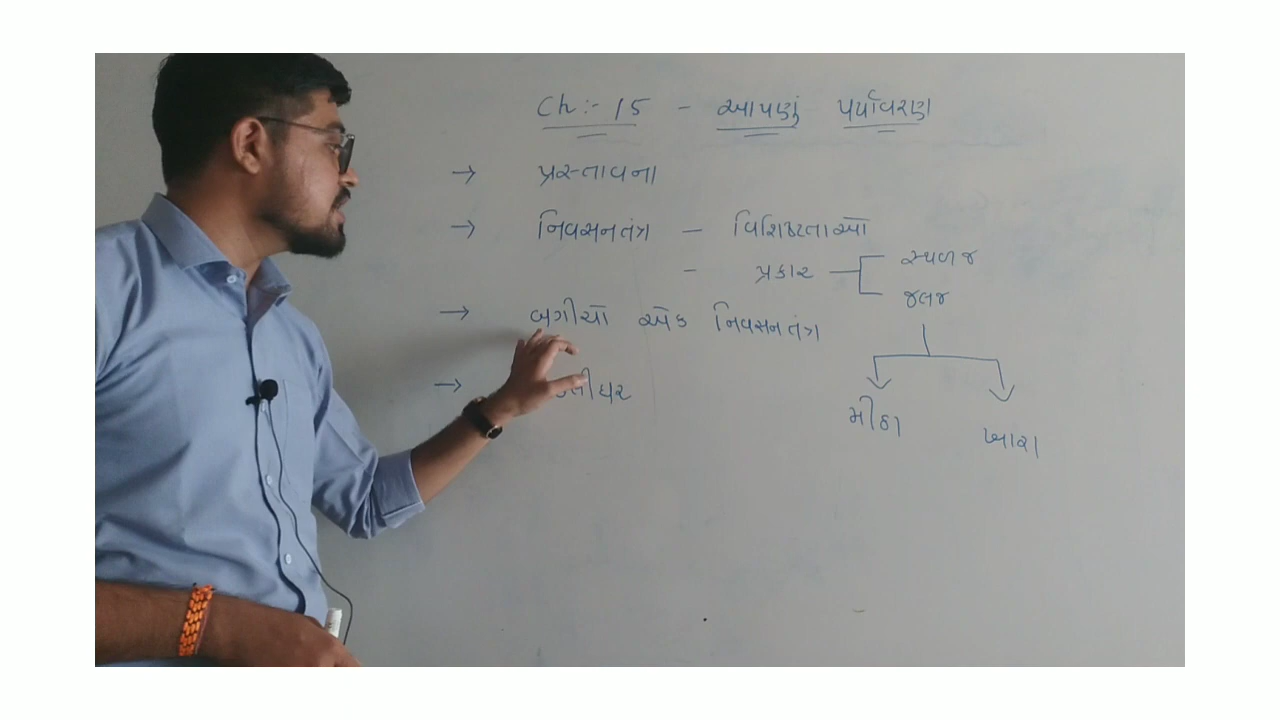 Ch :- 15 - આપણું પર્યાવરણ
→ પ્રસ્તાવના
→ નિવસનતંત્ર - વિશિષ્ટતાઓ
- પ્રકાર સ્થળજ
જલજ
→ બગીચો એક નિવસનતંત્ર
→
મીઠા
ખારા